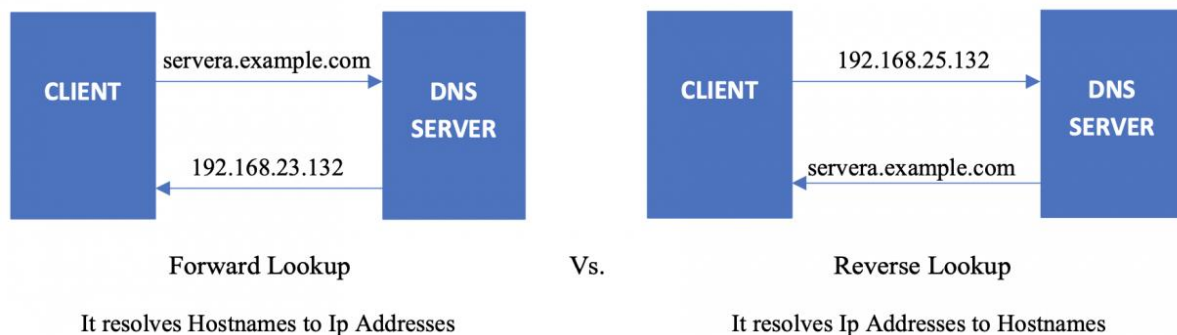 servera.example.com
CLIENT
DNS
SERVER
192.168.23.132
Forward Lookup
It resolves Hostnames to Ip Addresses
Vs.
192.168.25.132
CLIENT
DNS
SERVER
servera.example.com
Reverse Lookup
It resolves Ip Addresses to Hostnames